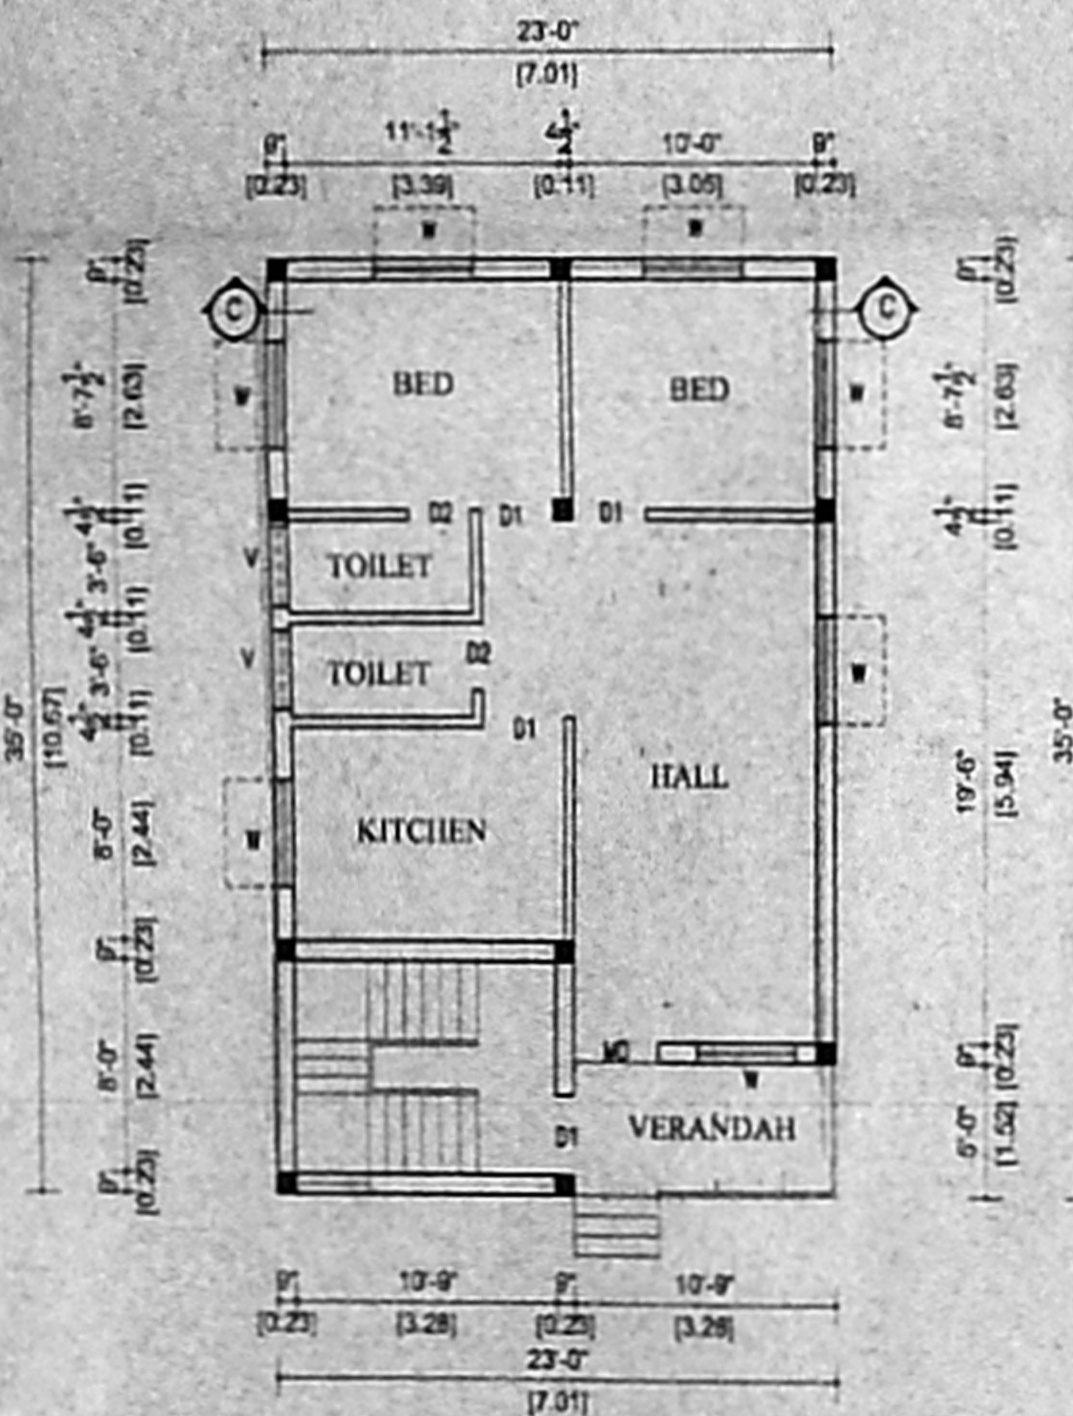 23'-0"
[7.01]
9" 11'-1½" 4½" 10'-0" 9"
[0.23] [3.39] [0.11] [3.05] [0.23]
W W
9" [0.23] 9" [0.23]
C C
8'-7½" [2.63] W BED BED W 8'-7½" [2.63]
4½" [0.11] D2 D1 D1 4½" [0.11]
3'-6" V TOILET
4½" [0.11]
3'-6" V TOILET D2 W
4½" [0.11] D1
35'-0" [10.67] 35'-0"
HALL 19'-6" [5.94]
8'-0" [2.44] W KITCHEN
9" [0.23]
8'-0" [2.44] MD W 9" [0.23]
D1 VERANDAH 5'-0" [1.52]
9" [0.23]
9" 10'-9" 9" 10'-9"
[0.23] [3.28] [0.23] [3.28]
23'-0"
[7.01]